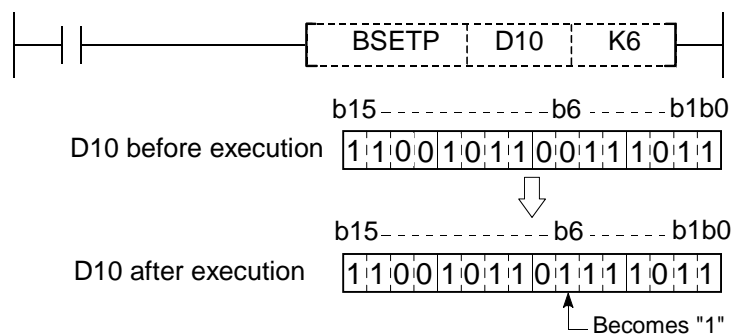 BSETP D10 K6
b15- - - - - - - - - - - - - -b6 - - - - - - b1b0
D10 before execution 1100101100111011
b15- - - - - - - - - - - - - -b6 - - - - - - b1b0
D10 after execution 1100101101111011
Becomes "1"